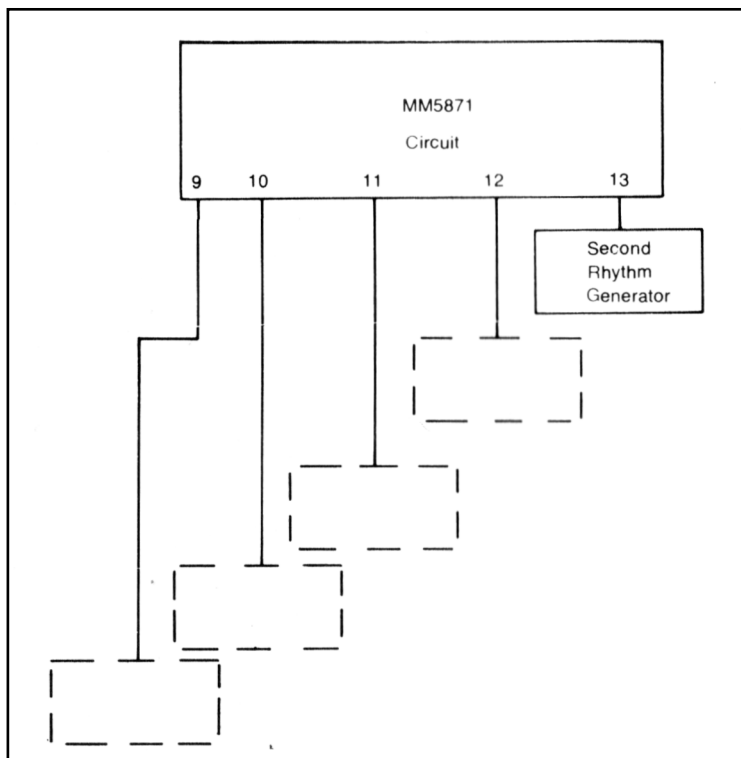 MM5871
Circuit
9 10 11 12 13
Second
Rhythm
Generator